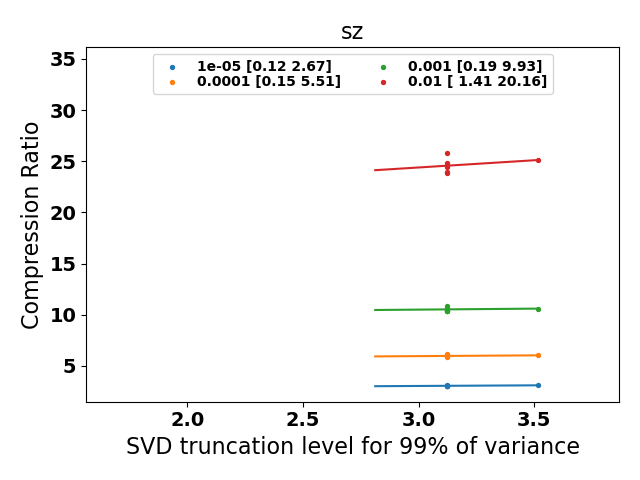 sz
35
30
25
20
15
10
5
Compression Ratio
1e-05 [0.12 2.67]
0.0001 [0.15 5.51]
0.001 [0.19 9.93]
0.01 [ 1.41 20.16]
2.0 2.5 3.0 3.5
SVD truncation level for 99% of variance